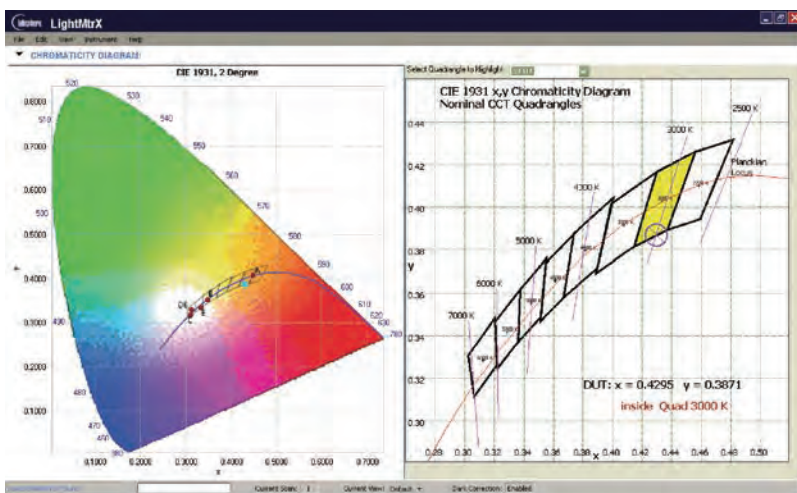 LightMtrX
File Edit View Instrument Help
CHROMATICITY DIAGRAM
CIE 1931, 2 Degree
520
530
540
510
550
560
570
500
580
590
600
610
620
630
490
480
470
460
0.8000
0.7000
0.6000
0.5000
0.4000
0.3000
0.2000
0.1000
0.1000 0.2000 0.3000 0.4000 0.5000 0.6000 0.7000
x
Select Quadrangle to Highlight
CIE 1931 x,y Chromaticity Diagram
Nominal CCT Quadrangles
2500 K
3000 K
Planckian
Locus
4000 K
5000 K
6000 K
7000 K
0.44
0.42
0.40
0.38
y
0.36
0.34
0.32
0.30
DUT: x = 0.4295 y = 0.3871
inside Quad 3000 K
0.28 0.30 0.32 0.34 0.36 0.38 0.40 0.42 0.44 0.46 0.48 0.50
x
Current Scan: 1 Current View: Default Dark Correction: Enabled